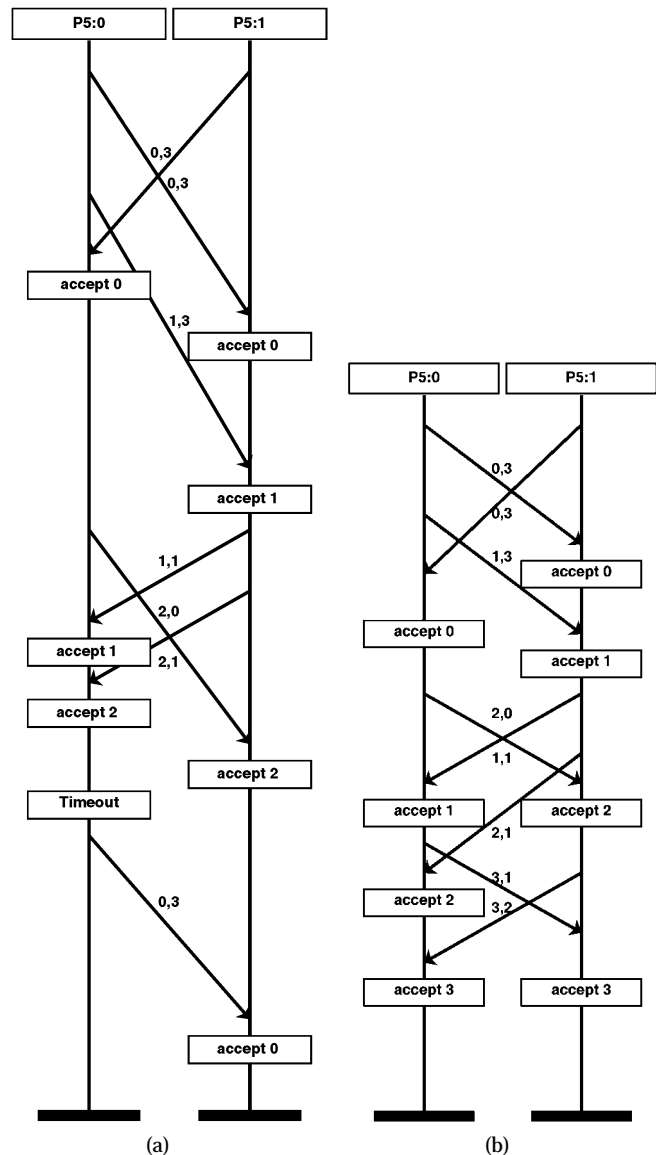 P5:0 P5:1
0,3
0,3
accept 0
1,3
accept 0
accept 1
1,1
2,0
accept 1
2,1
accept 2
accept 2
Timeout
0,3
accept 0
(a)
P5:0 P5:1
0,3
0,3
1,3
accept 0
accept 0
accept 1
2,0
1,1
accept 1 accept 2
2,1
3,1
accept 2
3,2
accept 3 accept 3
(b)